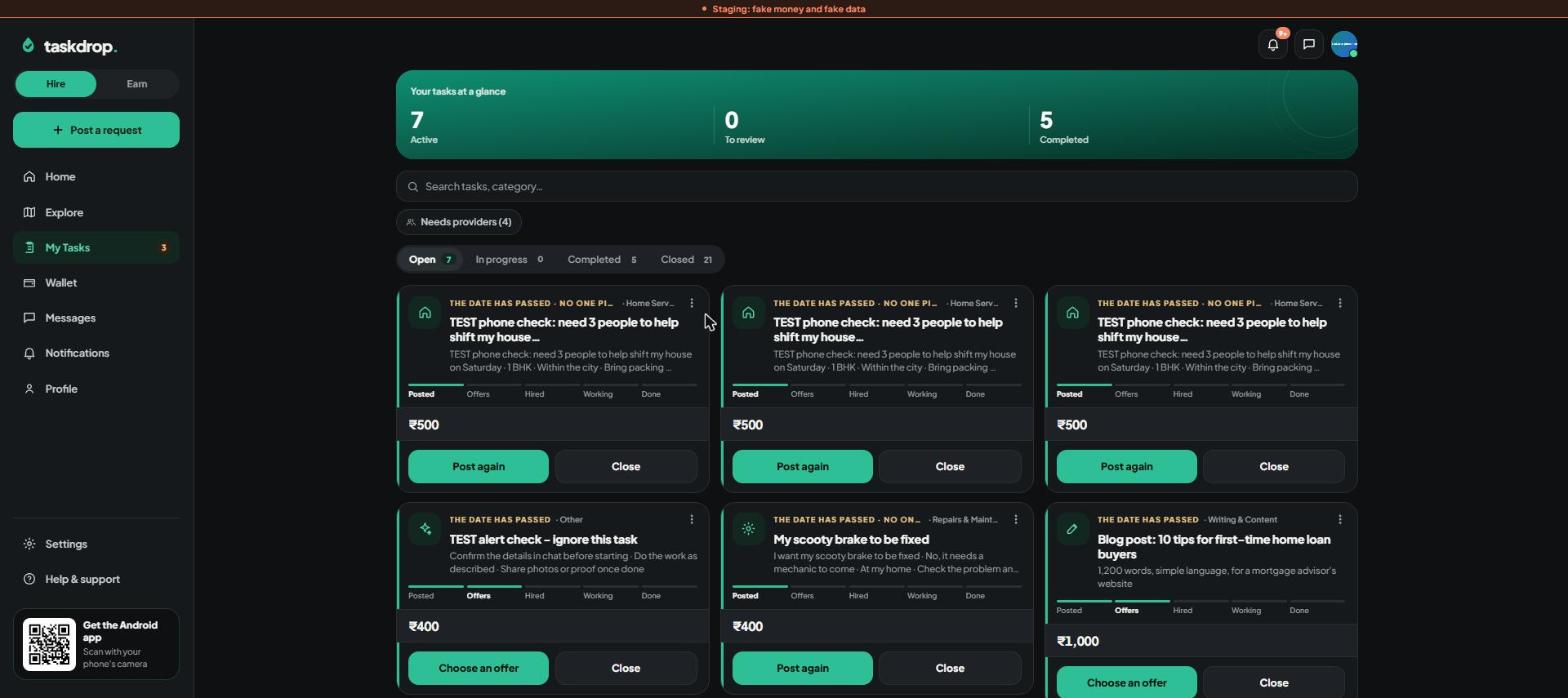 Staging: fake money and fake data
taskdrop.
Hire
Earn
+ Post a request
Home
Explore
My Tasks 3
Wallet
Messages
Notifications
Profile
Settings
Help & support
Get the Android
app
Scan with your
phone's camera
9+
Your tasks at a glance
7
Active
0
To review
5
Completed
Search tasks, category...
Needs providers (4)
Open 7
In progress 0
Completed 5
Closed 21
THE DATE HAS PASSED · NO ONE PI... · Home Serv...
TEST phone check: need 3 people to help
shift my house...
TEST phone check: need 3 people to help shift my house
on Saturday · 1 BHK · Within the city · Bring packing ...
Posted Offers Hired Working Done
₹500
Post again
Close
THE DATE HAS PASSED · NO ONE PI... · Home Serv...
TEST phone check: need 3 people to help
shift my house...
TEST phone check: need 3 people to help shift my house
on Saturday · 1 BHK · Within the city · Bring packing ...
Posted Offers Hired Working Done
₹500
Post again
Close
THE DATE HAS PASSED · NO ONE PI... · Home Serv...
TEST phone check: need 3 people to help
shift my house...
TEST phone check: need 3 people to help shift my house
on Saturday · 1 BHK · Within the city · Bring packing ...
Posted Offers Hired Working Done
₹500
Post again
Close
THE DATE HAS PASSED · Other
TEST alert check – ignore this task
Confirm the details in chat before starting · Do the work as
described · Share photos or proof once done
Posted Offers Hired Working Done
₹400
Choose an offer
Close
THE DATE HAS PASSED · NO ON... · Repairs & Maint...
My scooty brake to be fixed
I want my scooty brake to be fixed · No, it needs a
mechanic to come · At my home · Check the problem an...
Posted Offers Hired Working Done
₹400
Post again
Close
THE DATE HAS PASSED · Writing & Content
Blog post: 10 tips for first-time home loan
buyers
1,200 words, simple language, for a mortgage advisor's
website
Posted Offers Hired Working Done
₹1,000
Choose an offer
Close